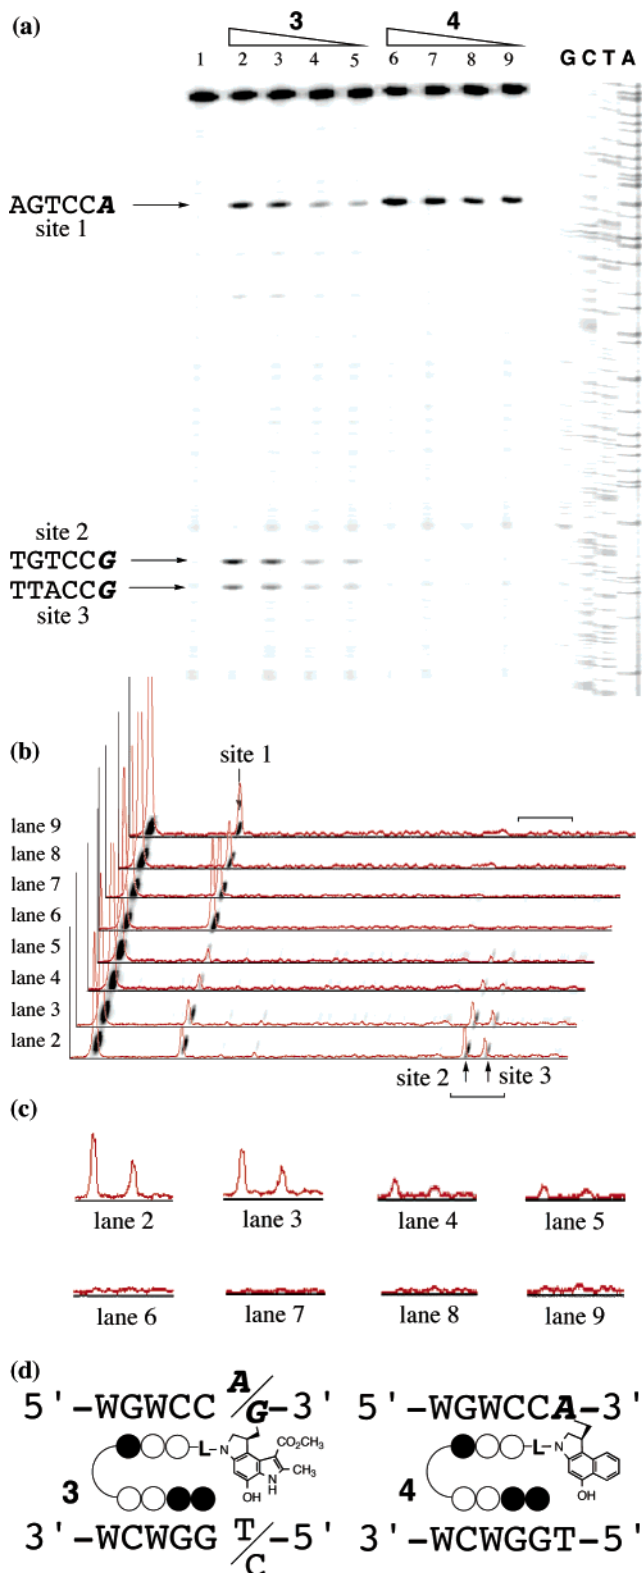 (a)
3 4
1 2 3 4 5 6 7 8 9 G C T A
AGTCCA
site 1
site 2
TGTCCG
TTACCG
site 3
(b)
site 1
lane 9
lane 8
lane 7
lane 6
lane 5
lane 4
lane 3
lane 2
site 2 site 3
(c)
lane 2 lane 3 lane 4 lane 5
lane 6 lane 7 lane 8 lane 9
(d)
5'-WGWCC A/G-3' 5'-WGWCCA-3'
L N CO₂CH₃ CH₃ N H OH L N OH
3 4
3'-WCWGG T/C-5' 3'-WCWGGT-5'